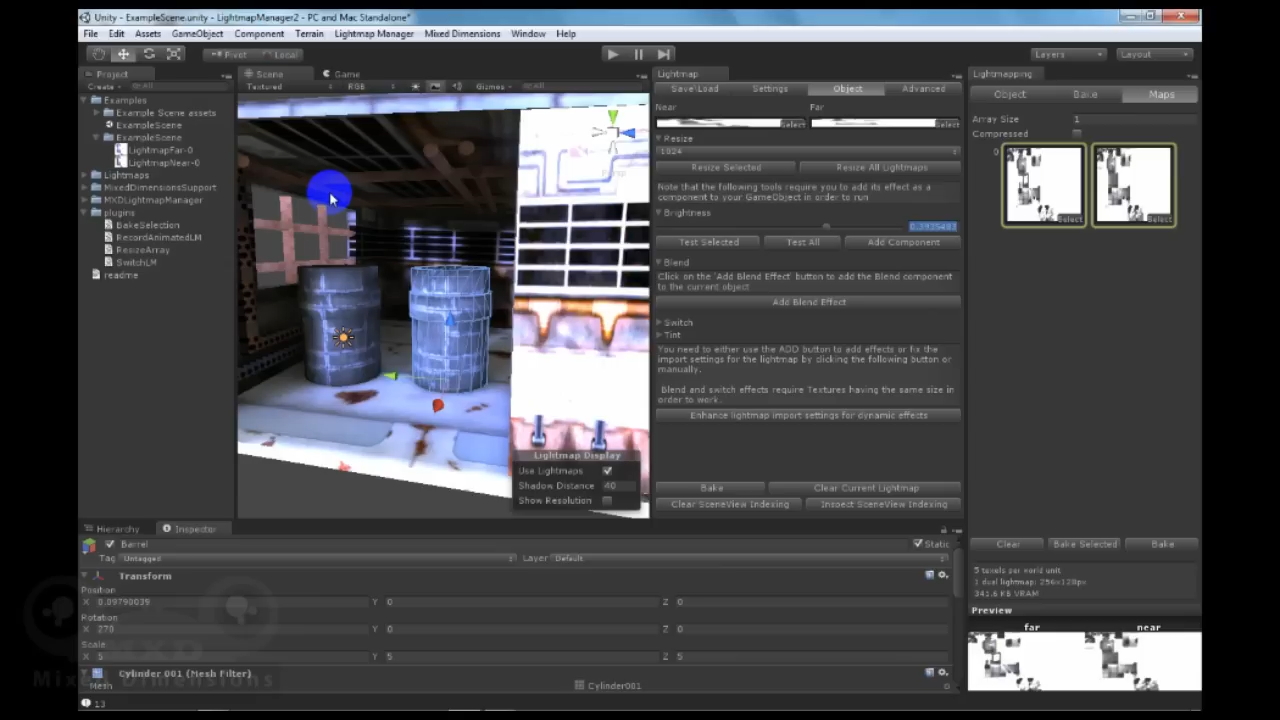 Unity - ExampleScene.unity - LightmapManager2 - PC and Mac Standalone*
File Edit Assets GameObject Component Terrain Lightmap Manager Mixed Dimensions Window Help
Pivot Local Layers Layout
Project
Create
Examples
Example Scene assets
ExampleScene
ExampleScene
LightmapFar-0
LightmapNear-0
Lightmaps
MixedDimensionsSupport
MXDLightmapManager
plugins
BakeSelection
RecordAnimatedLM
ResizeArray
SwitchLM
readme
Scene Game
Textured RGB Gizmos All
Persp
Lightmap Display
Use Lightmaps
Shadow Distance 40
Show Resolution
Lightmap
Save\Load Settings Object Advanced
Near Far
Select Select
Resize
1024
Resize Selected Resize All Lightmaps
Note that the following tools require you to add its effect as a
component to your GameObject in order to run
Brightness
Test Selected Test All Add Component
Blend
Click on the 'Add Blend Effect' button to add the Blend component
to the current object
Add Blend Effect
Switch
Tint
You need to either use the ADD button to add effects or fix the
import settings for the lightmap by clicking the following button or
manually.
Blend and switch effects require Textures having the same size in
order to work.
Enhance lightmap import settings for dynamic effects
Bake Clear Current Lightmap
Clear SceneView Indexing Inspect SceneView Indexing
Lightmapping
Object Bake Maps
Array Size 1
Compressed
0
Select Select
Clear Bake Selected Bake
5 texels per world unit
1 dual lightmap: 256x128px
341.6 KB VRAM
Preview
far near
Hierarchy Inspector
Barrel Static
Tag Untagged Layer Default
Transform
Position
X 0.09790039 Y 0 Z 0
Rotation
X 270 Y 0 Z 0
Scale
X 5 Y 5 Z 5
Cylinder 001 (Mesh Filter)
Mesh Cylinder001
13
MXD
Mixed Dimensions